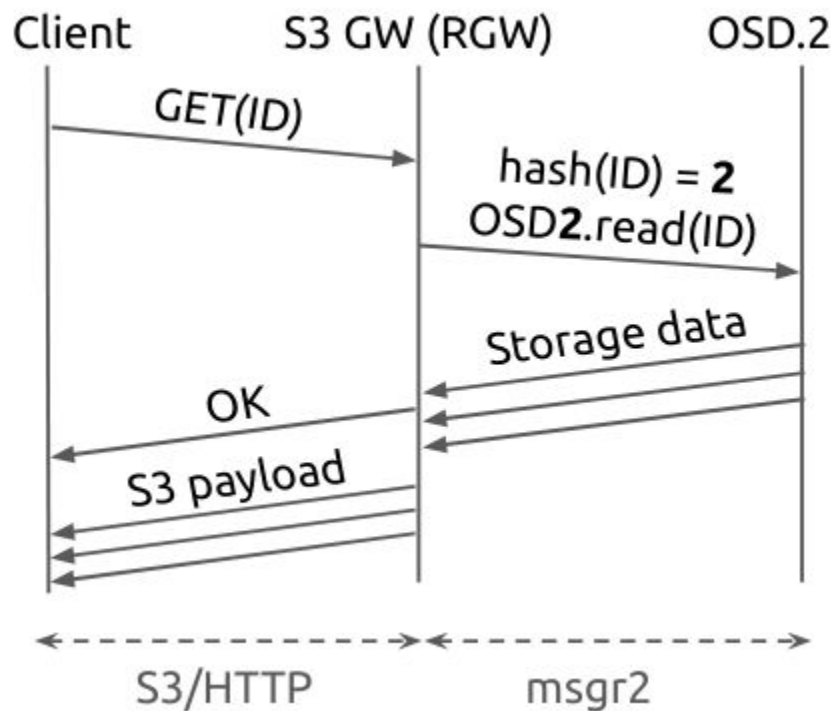 Client
S3 GW (RGW)
OSD.2
GET(ID)
hash(ID) = 2
OSD2.read(ID)
Storage data
OK
S3 payload
S3/HTTP
msgr2